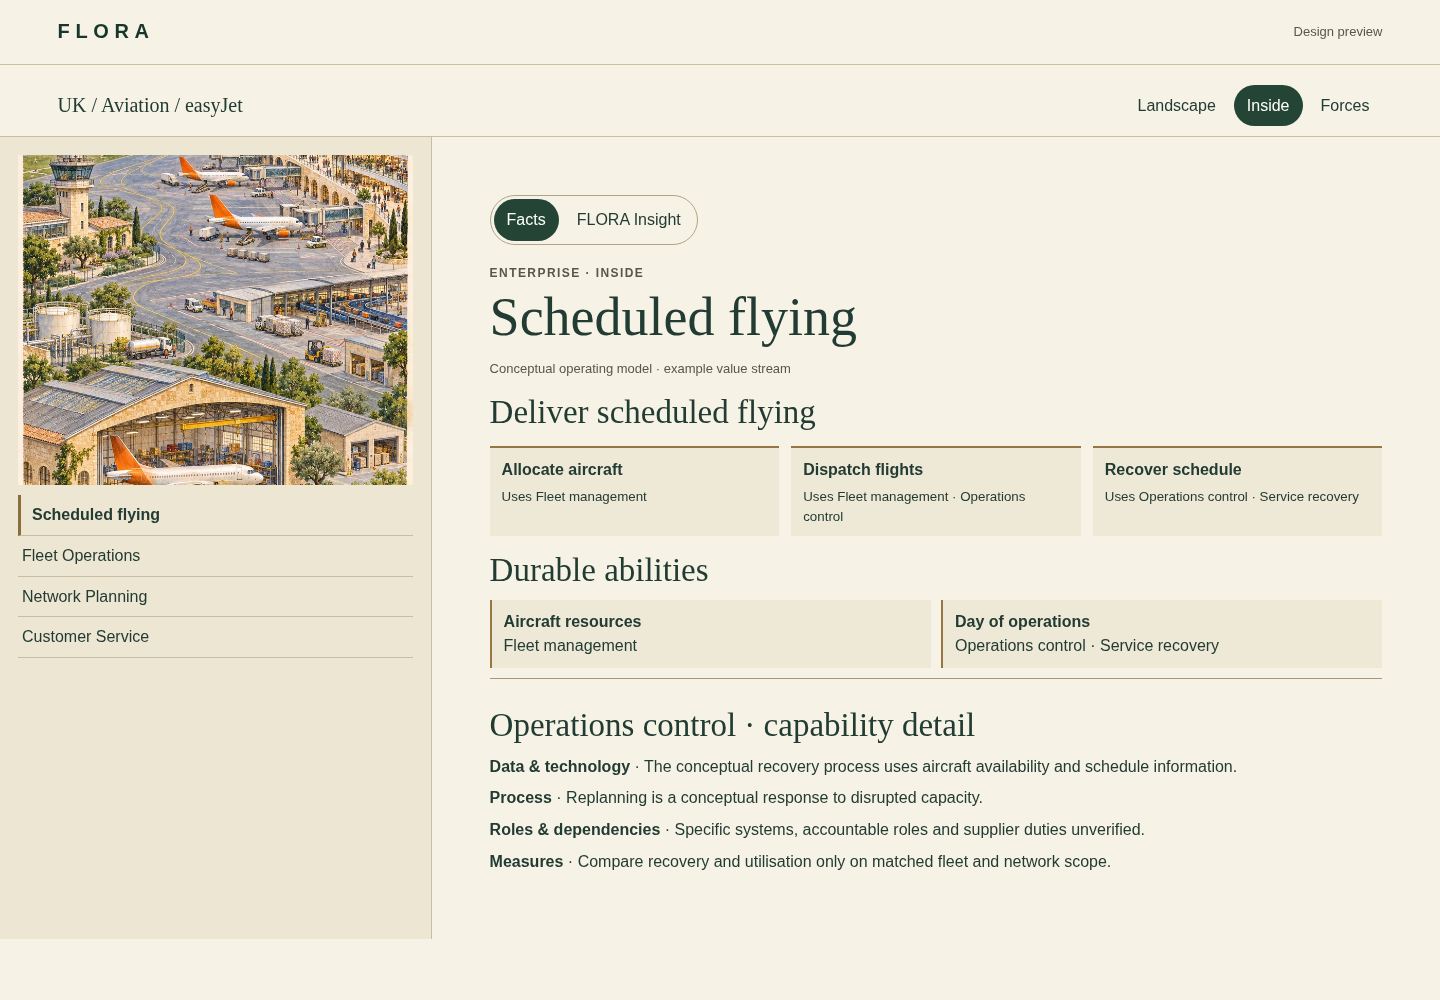 FLORA
Design preview
UK / Aviation / easyJet
Landscape
Inside
Forces
Scheduled flying
Fleet Operations
Network Planning
Customer Service
Facts
FLORA Insight
ENTERPRISE · INSIDE
Scheduled flying
Conceptual operating model · example value stream
Deliver scheduled flying
Allocate aircraft
Uses Fleet management
Dispatch flights
Uses Fleet management · Operations
control
Recover schedule
Uses Operations control · Service recovery
Durable abilities
Aircraft resources
Fleet management
Day of operations
Operations control · Service recovery
Operations control · capability detail
Data & technology · The conceptual recovery process uses aircraft availability and schedule information.
Process · Replanning is a conceptual response to disrupted capacity.
Roles & dependencies · Specific systems, accountable roles and supplier duties unverified.
Measures · Compare recovery and utilisation only on matched fleet and network scope.